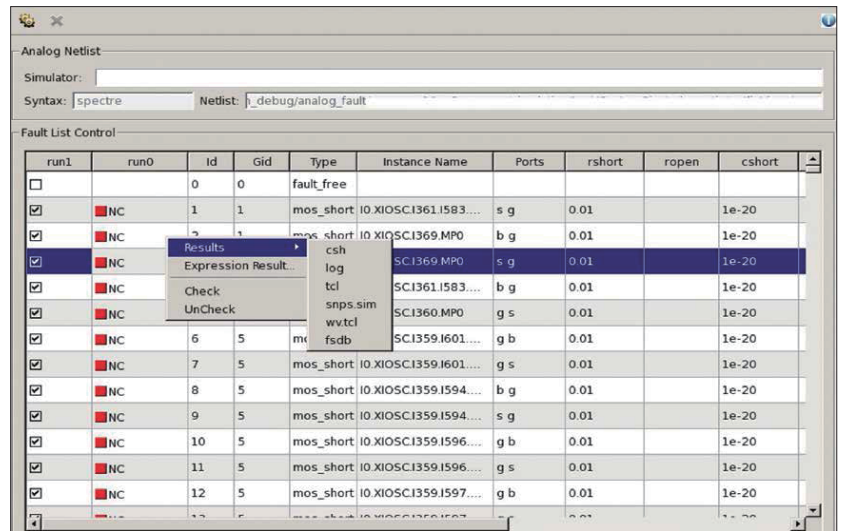 Analog Netlist
Simulator:
Syntax: spectre Netlist: _debug/analog_fault
Fault List Control
run1 run0 Id Gid Type Instance Name Ports rshort ropen cshort
0 0 fault_free
NC 1 1 mos_short I0.XIOSC.I361.I583.... s g 0.01 1e-20
NC 2 1 mos_short I0.XIOSC.I369.MP0 b g 0.01 1e-20
NC SC.I369.MP0 s g 0.01 1e-20
NC SC.I361.I583.... b g 0.01 1e-20
NC SC.I360.MP0 g s 0.01 1e-20
NC 6 5 SC.I359.I601.... g b 0.01 1e-20
NC 7 5 mos_short I0.XIOSC.I359.I601.... g s 0.01 1e-20
NC 8 5 mos_short I0.XIOSC.I359.I594.... b g 0.01 1e-20
NC 9 5 mos_short I0.XIOSC.I359.I594.... s g 0.01 1e-20
NC 10 5 mos_short I0.XIOSC.I359.I596.... g b 0.01 1e-20
NC 11 5 mos_short I0.XIOSC.I359.I596.... g s 0.01 1e-20
NC 12 5 mos_short I0.XIOSC.I359.I597.... g b 0.01 1e-20
Results
Expression Result...
Check
UnCheck
csh
log
tcl
snps.sim
wv.tcl
fsdb